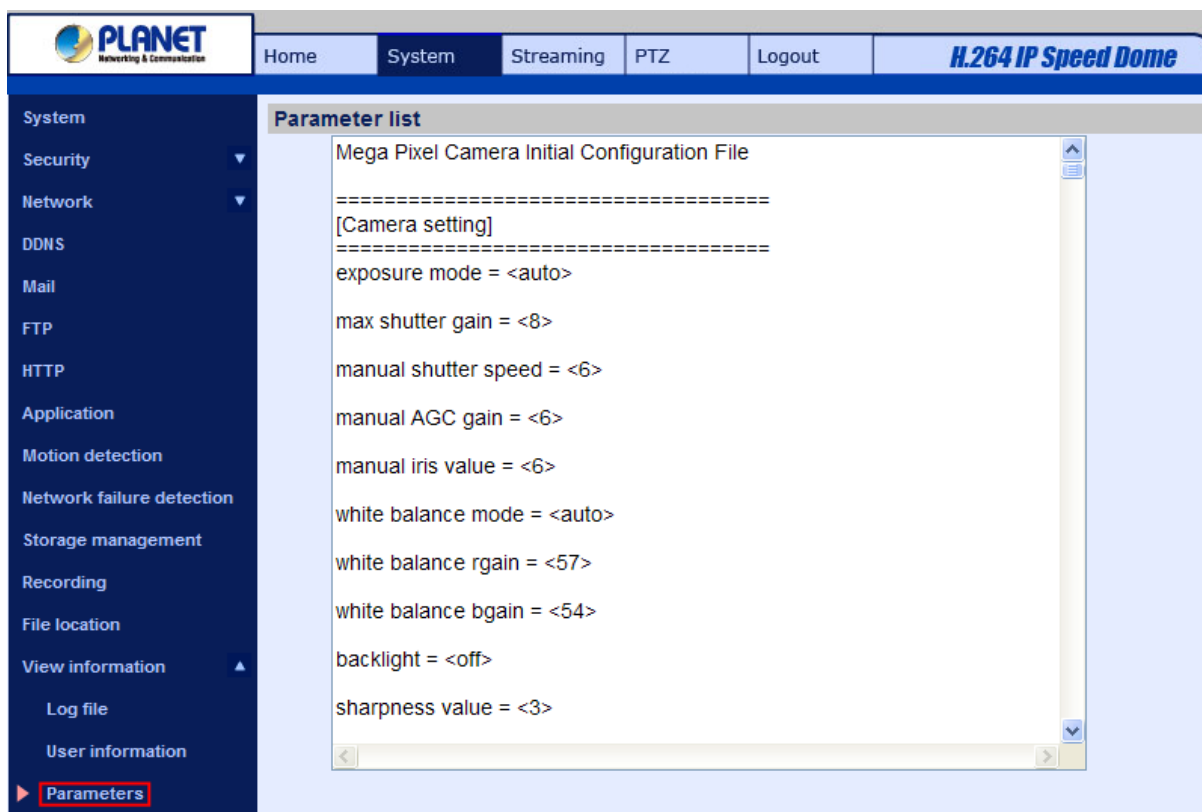 PLANET
Networking & Communication
Home System Streaming PTZ Logout H.264 IP Speed Dome
System
Security
Network
DDNS
Mail
FTP
HTTP
Application
Motion detection
Network failure detection
Storage management
Recording
File location
View information
Log file
User information
Parameters
Parameter list
Mega Pixel Camera Initial Configuration File
====================================
[Camera setting]
====================================
exposure mode = <auto>
max shutter gain = <8>
manual shutter speed = <6>
manual AGC gain = <6>
manual iris value = <6>
white balance mode = <auto>
white balance rgain = <57>
white balance bgain = <54>
backlight = <off>
sharpness value = <3>